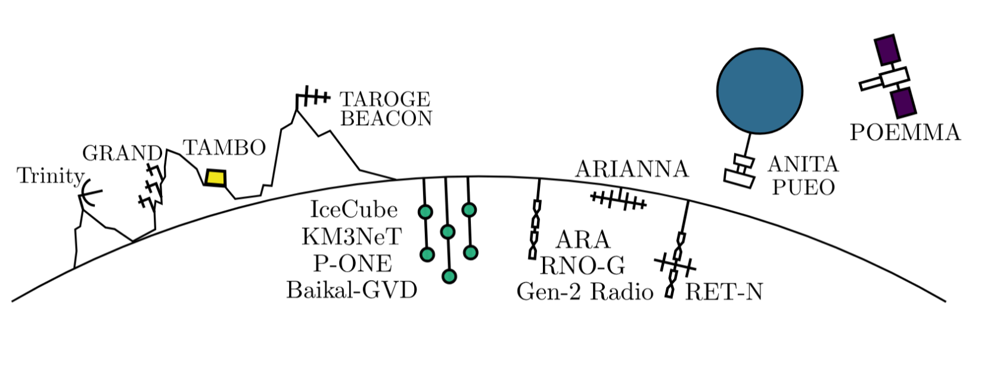 Trinity
GRAND
TAMBO
TAROGE
BEACON
IceCube
KM3NeT
P-ONE
Baikal-GVD
ARA
RNO-G
Gen-2 Radio
ARIANNA
RET-N
ANITA
PUEO
POEMMA